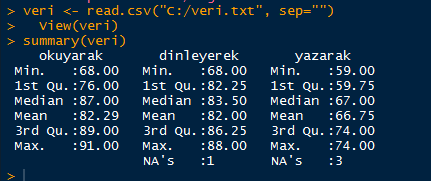 > veri <- read.csv("C:/veri.txt", sep="")
> View(veri)
> summary(veri)
okuyarak dinleyerek yazarak
Min. :68.00 Min. :68.00 Min. :59.00
1st Qu.:76.00 1st Qu.:82.25 1st Qu.:59.75
Median :87.00 Median :83.50 Median :67.00
Mean :82.29 Mean :82.00 Mean :66.75
3rd Qu.:89.00 3rd Qu.:86.25 3rd Qu.:74.00
Max. :91.00 Max. :88.00 Max. :74.00
NA's :1 NA's :3
>